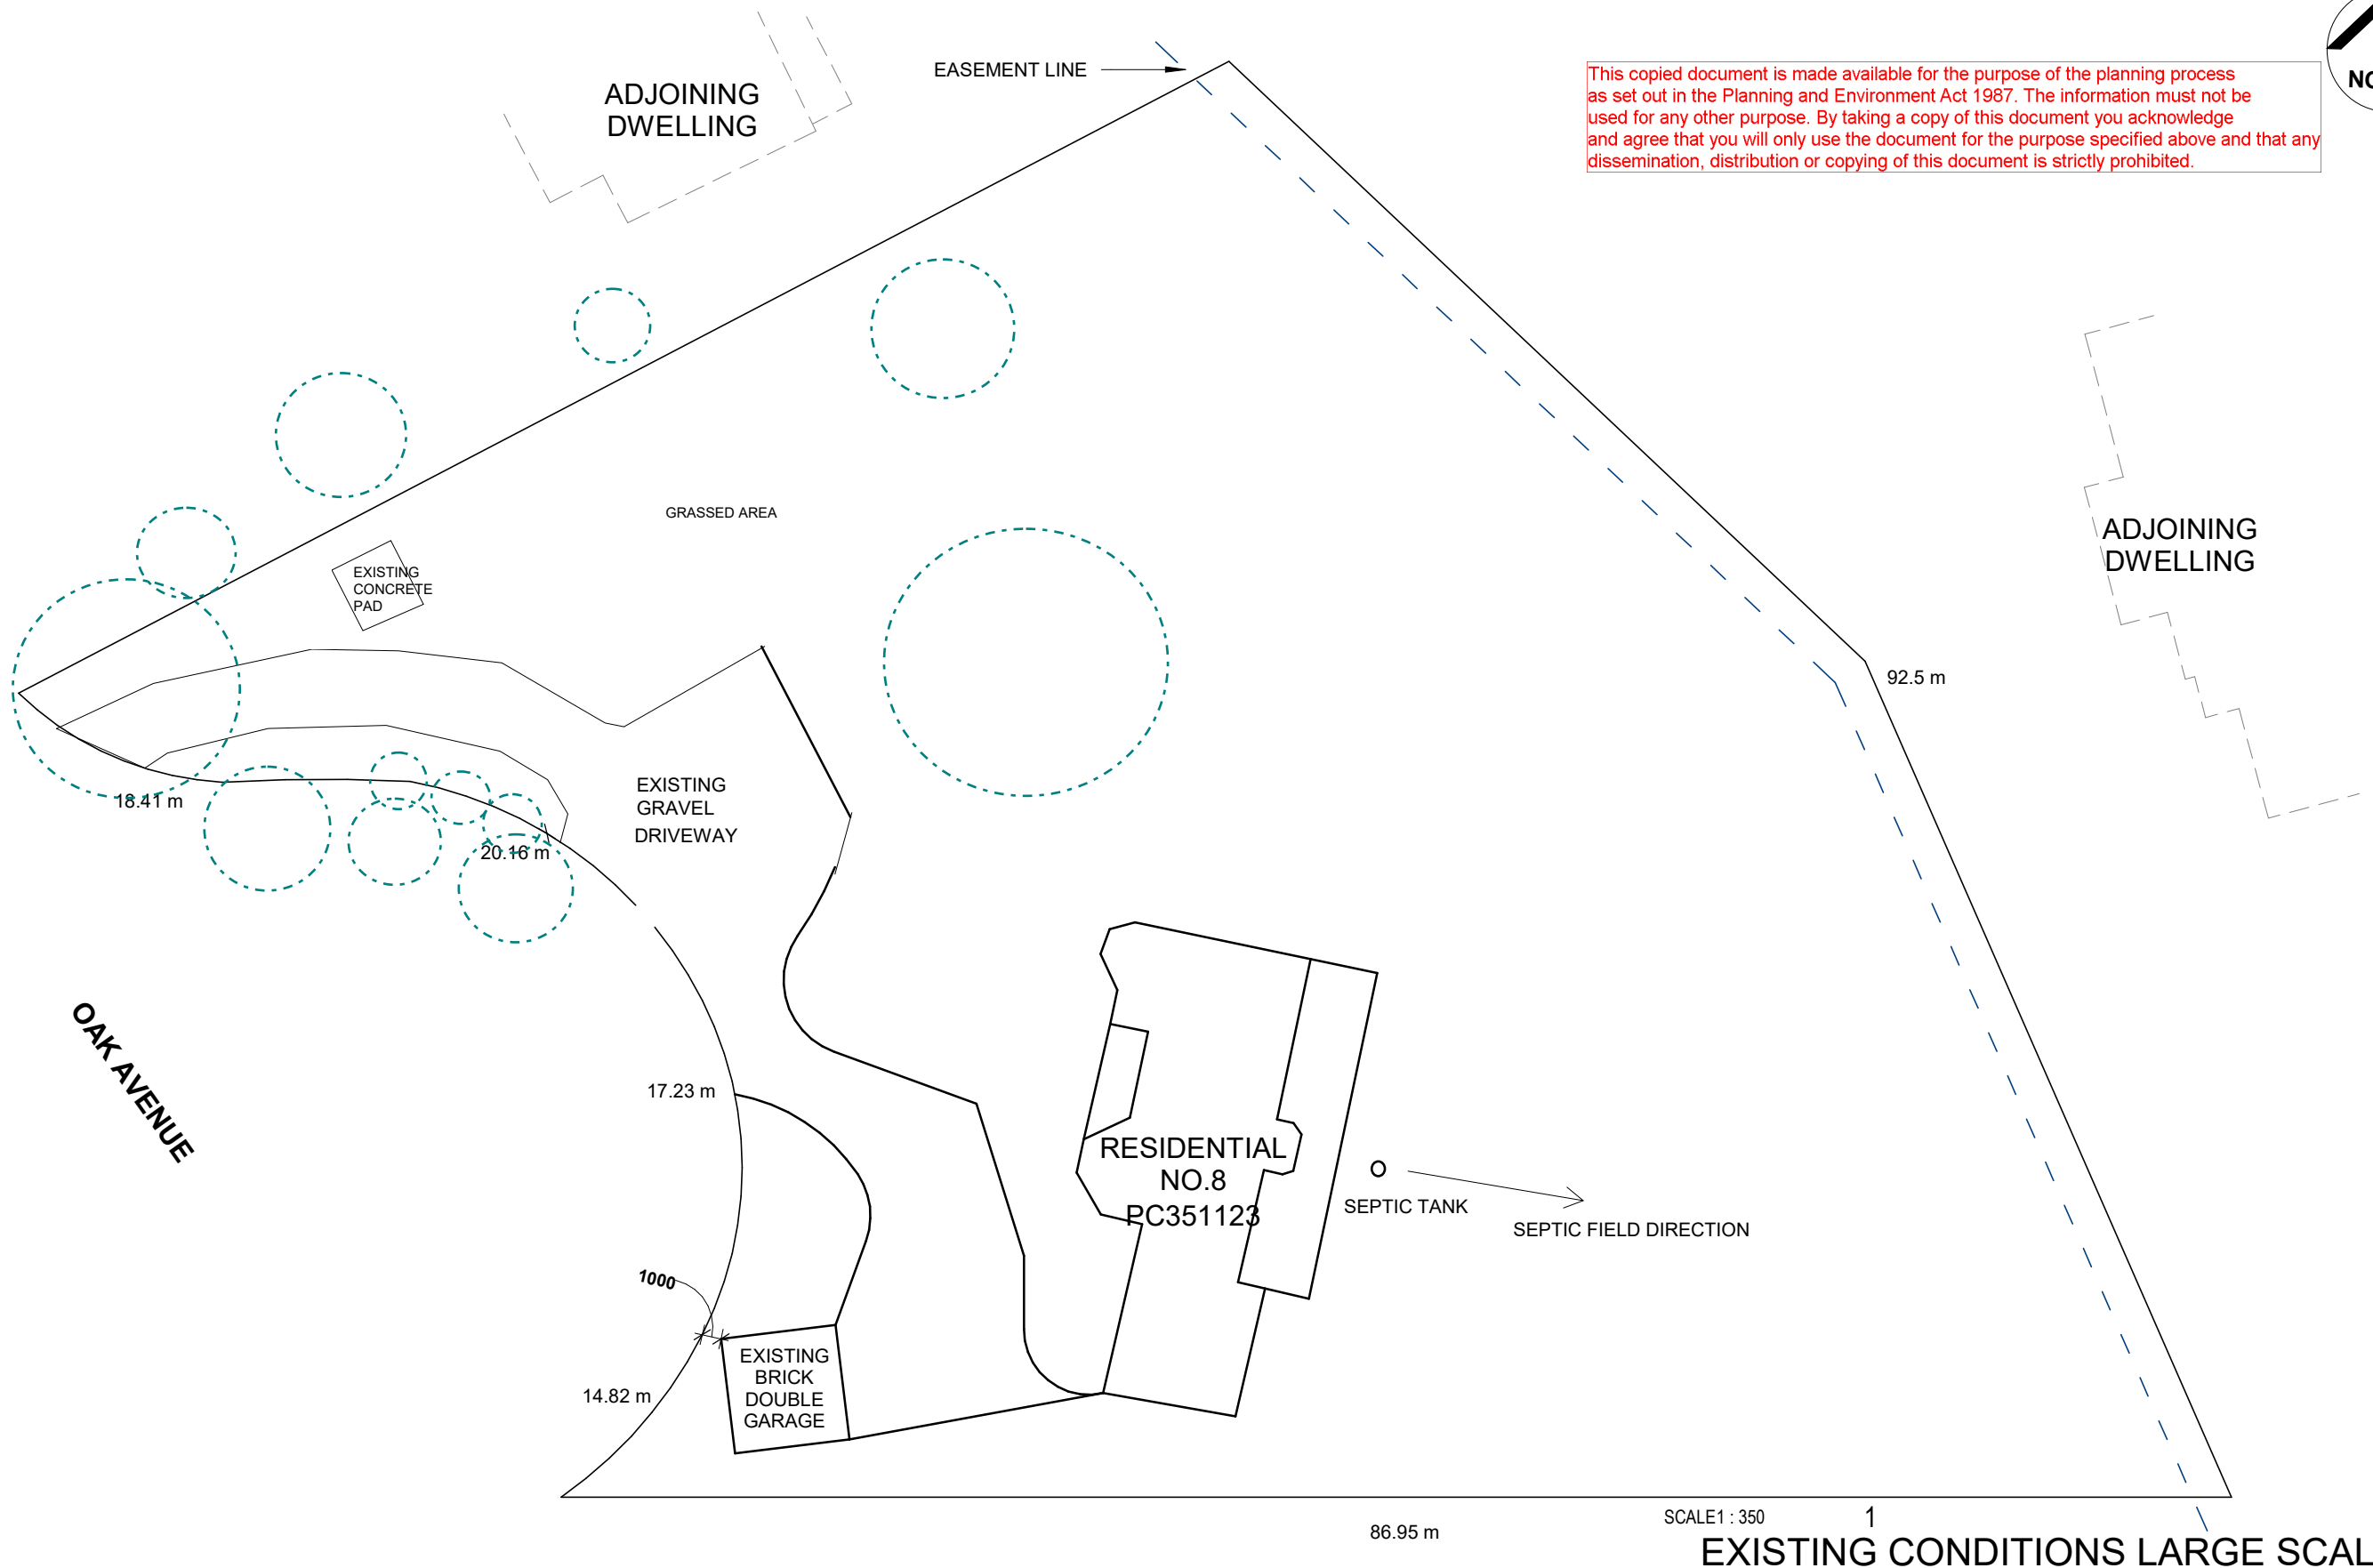 EASEMENT LINE
ADJOINING
DWELLING
This copied document is made available for the purpose of the planning process
as set out in the Planning and Environment Act 1987. The information must not be
used for any other purpose. By taking a copy of this document you acknowledge
and agree that you will only use the document for the purpose specified above and that any
dissemination, distribution or copying of this document is strictly prohibited.
GRASSED AREA
ADJOINING
DWELLING
EXISTING
CONCRETE
PAD
92.5 m
18.41 m
EXISTING
GRAVEL
DRIVEWAY
20.16 m
OAK AVENUE
17.23 m
RESIDENTIAL
NO.8
PC351123
SEPTIC TANK
SEPTIC FIELD DIRECTION
1000
EXISTING
BRICK
DOUBLE
GARAGE
14.82 m
86.95 m
SCALE1 : 350
1
EXISTING CONDITIONS LARGE SCAL